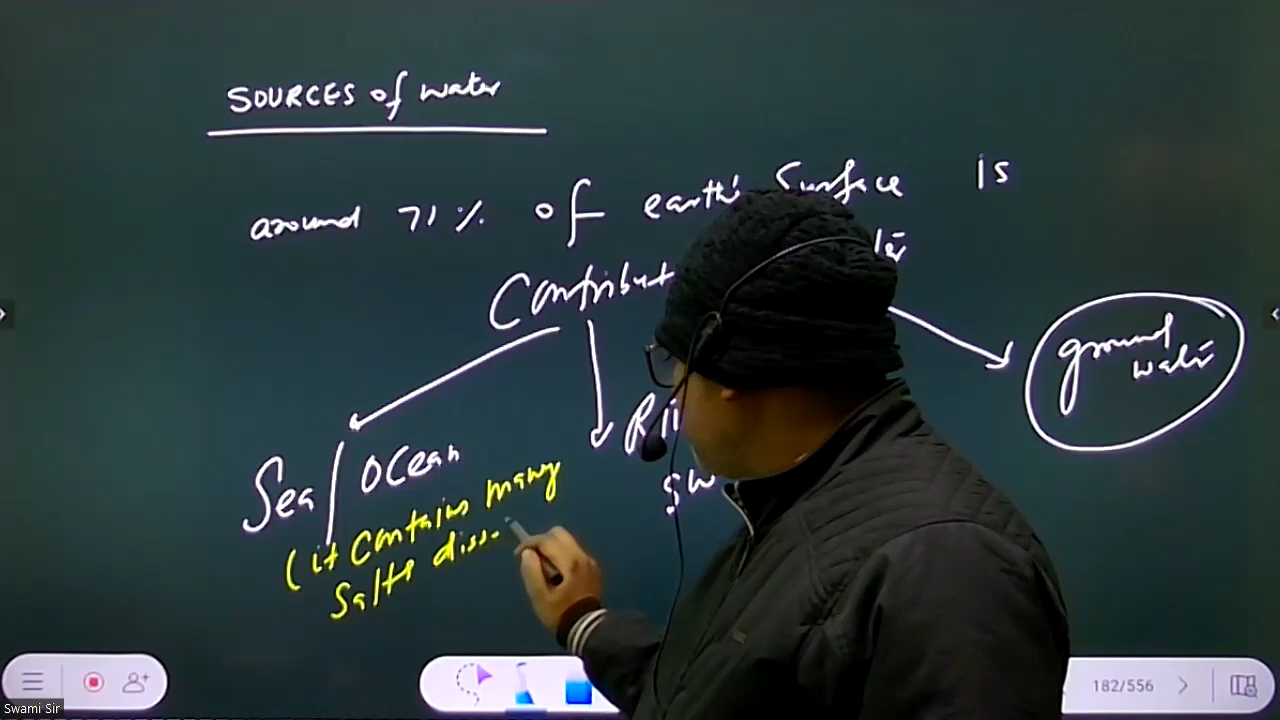 SOURCES of water
around 71% of earth's surface is
Contribut
ground
water
Sea/Ocean
(it contains many
salts diss-
182/556
Swami Sir